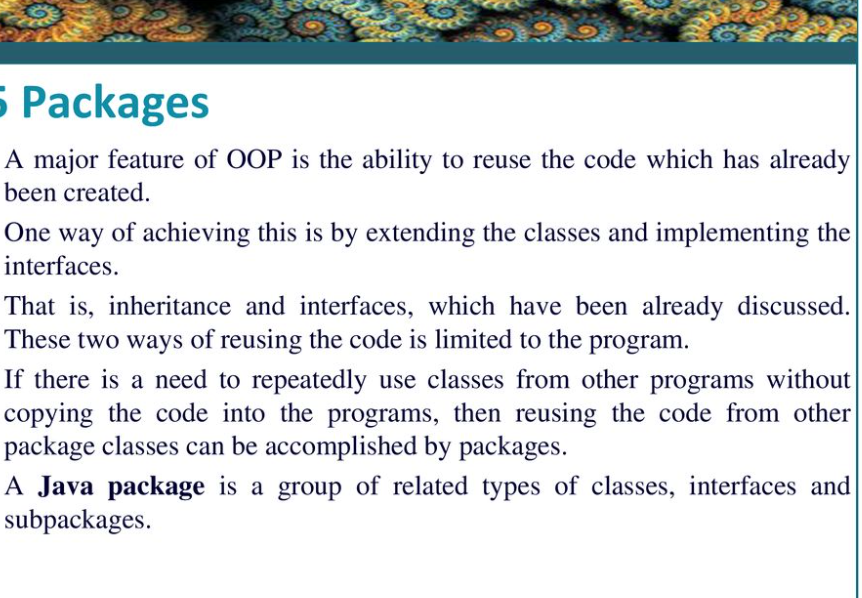 5 Packages
A major feature of OOP is the ability to reuse the code which has already
been created.
One way of achieving this is by extending the classes and implementing the
interfaces.
That is, inheritance and interfaces, which have been already discussed.
These two ways of reusing the code is limited to the program.
If there is a need to repeatedly use classes from other programs without
copying the code into the programs, then reusing the code from other
package classes can be accomplished by packages.
A Java package is a group of related types of classes, interfaces and
subpackages.